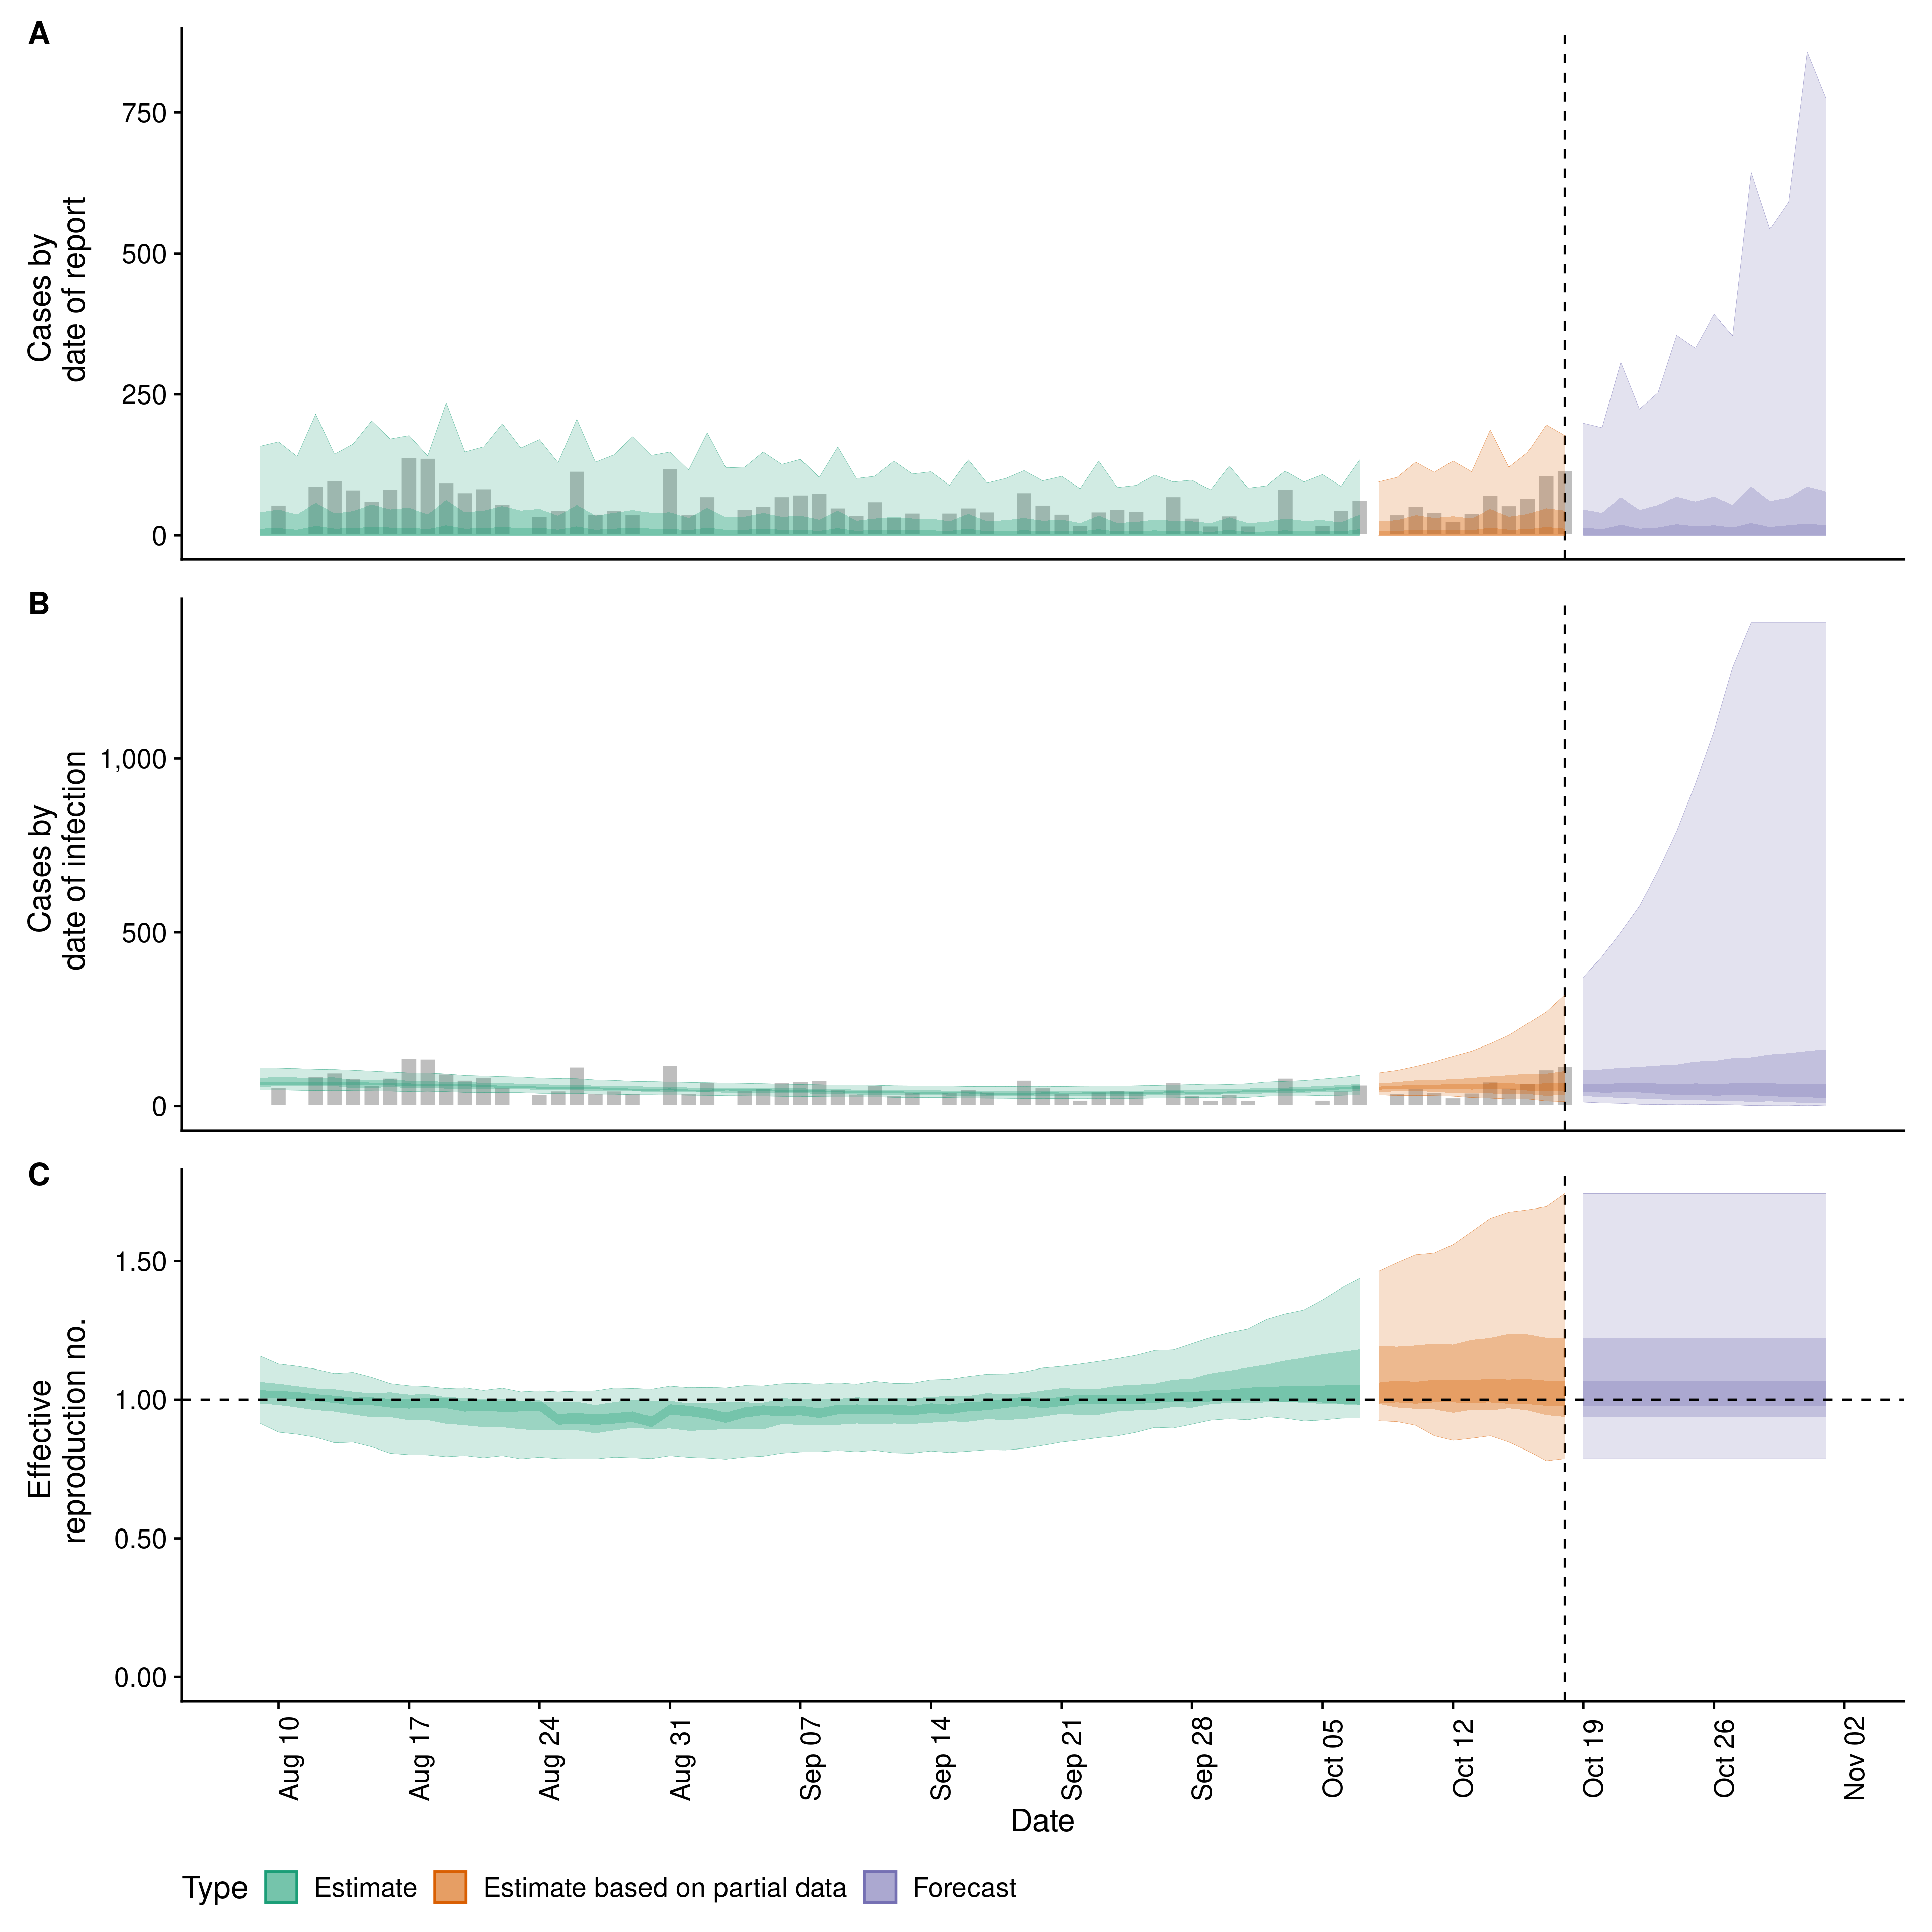 A
Cases by
date of report
750
500
250
0
B
Cases by
date of infection
1,000
500
0
C
Effective
reproduction no.
1.50
1.00
0.50
0.00
Aug 10
Aug 17
Aug 24
Aug 31
Sep 07
Sep 14
Sep 21
Sep 28
Oct 05
Oct 12
Oct 19
Oct 26
Nov 02
Date
Type Estimate Estimate based on partial data Forecast